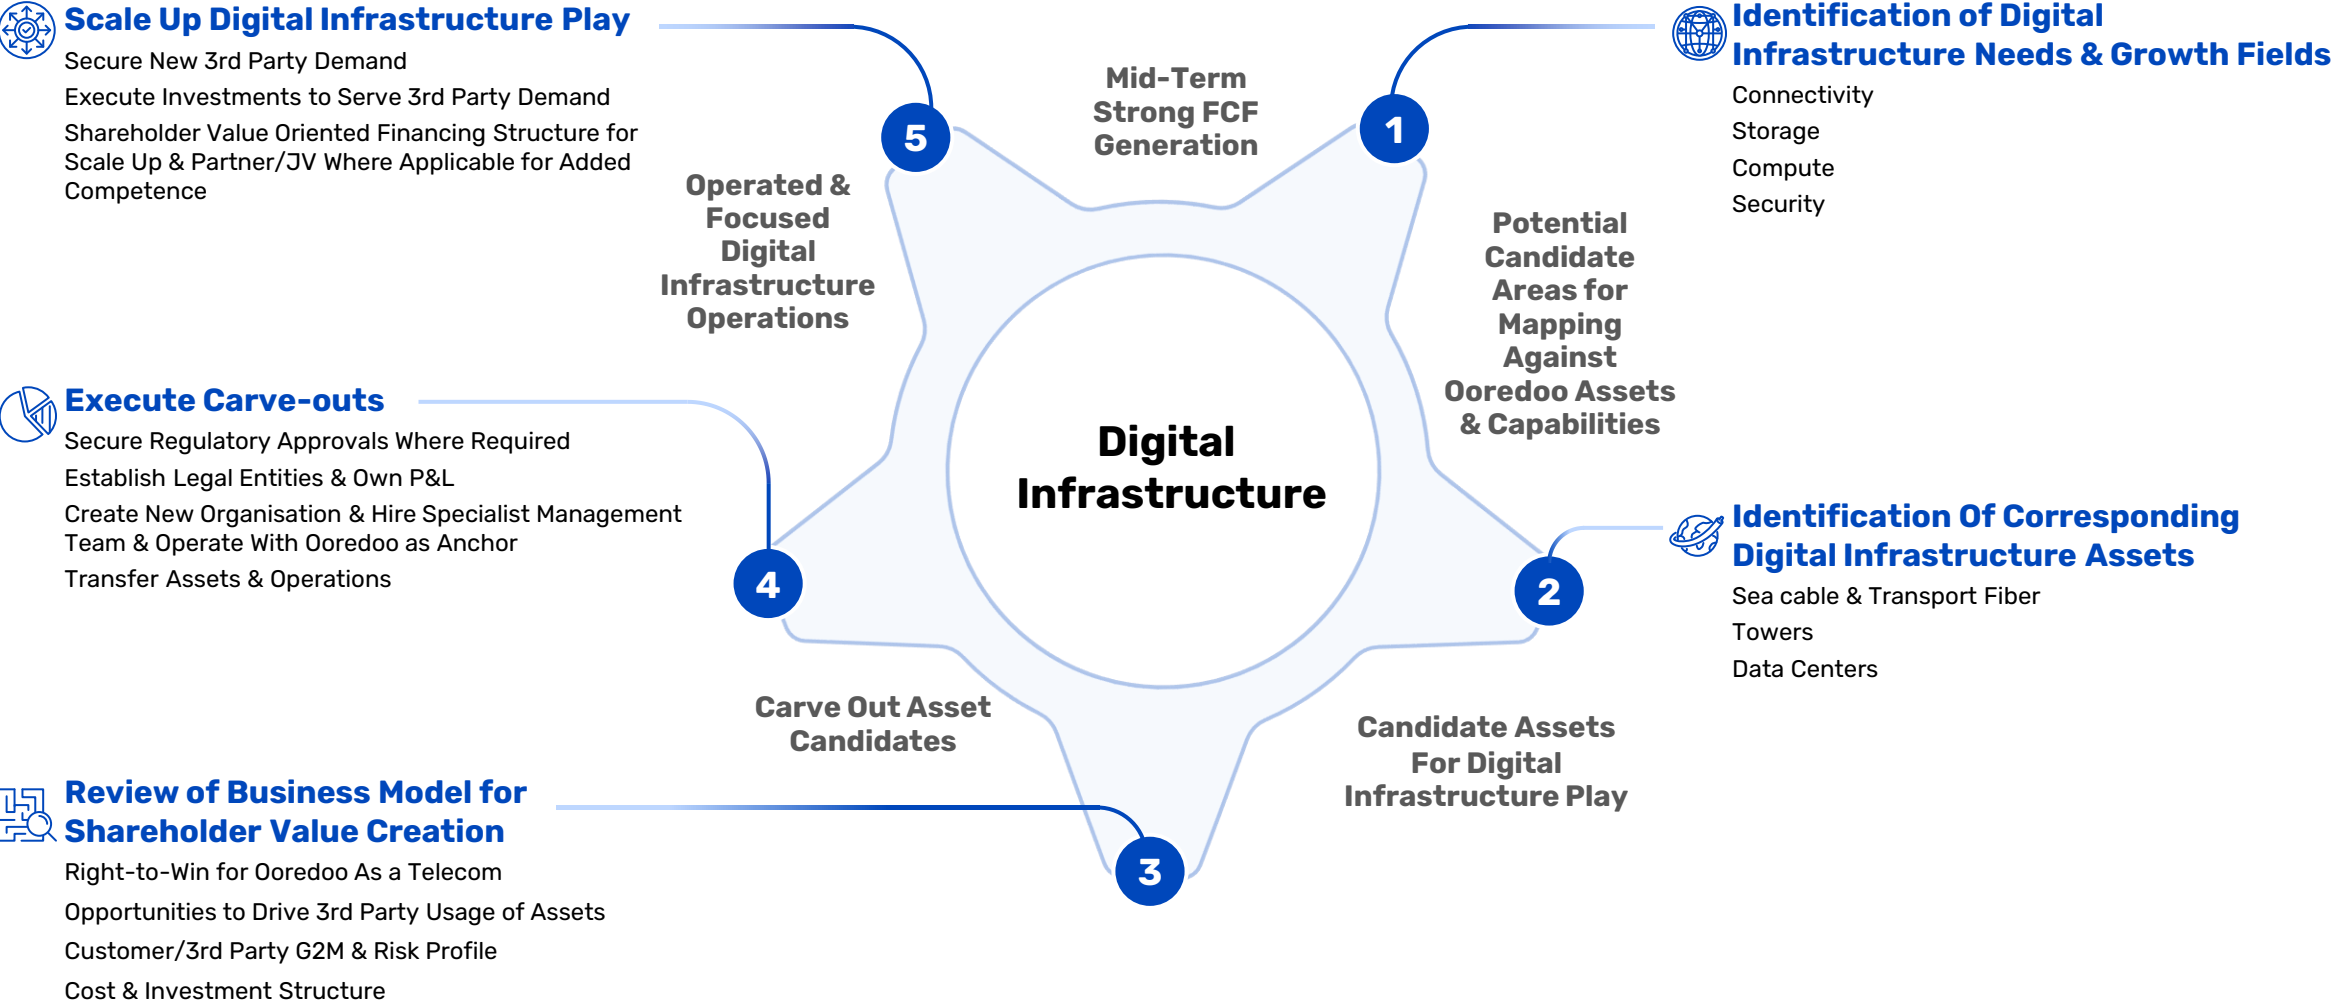 Scale Up Digital Infrastructure Play
Secure New 3rd Party Demand
Execute Investments to Serve 3rd Party Demand
Shareholder Value Oriented Financing Structure for
Scale Up & Partner/JV Where Applicable for Added
Competence
5
Operated &
Focused
Digital
Infrastructure
Operations
Mid-Term
Strong FCF
Generation
1
Identification of Digital
Infrastructure Needs & Growth Fields
Connectivity
Storage
Compute
Security
Potential
Candidate
Areas for
Mapping
Against
Ooredoo Assets
& Capabilities
Digital
Infrastructure
Execute Carve-outs
Secure Regulatory Approvals Where Required
Establish Legal Entities & Own P&L
Create New Organisation & Hire Specialist Management
Team & Operate With Ooredoo as Anchor
Transfer Assets & Operations
4
2
Identification Of Corresponding
Digital Infrastructure Assets
Sea cable & Transport Fiber
Towers
Data Centers
Carve Out Asset
Candidates
Candidate Assets
For Digital
Infrastructure Play
Review of Business Model for
Shareholder Value Creation
Right-to-Win for Ooredoo As a Telecom
Opportunities to Drive 3rd Party Usage of Assets
Customer/3rd Party G2M & Risk Profile
Cost & Investment Structure
3